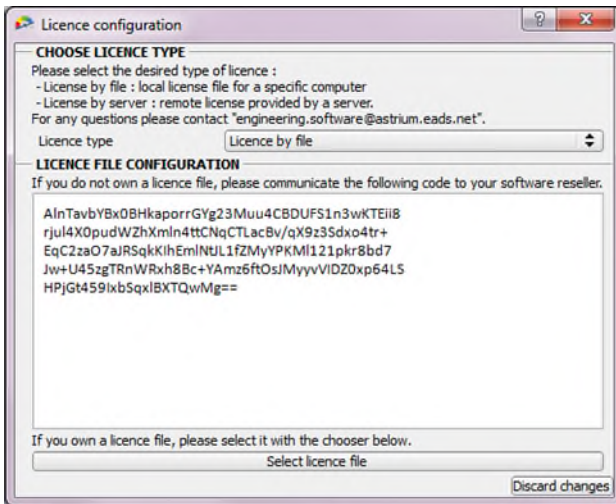 Licence configuration
CHOOSE LICENCE TYPE
Please select the desired type of licence :
- License by file : local license file for a specific computer
- License by server : remote license provided by a server.
For any questions please contact "engineering.software@astrium.eads.net".
Licence type Licence by file
LICENCE FILE CONFIGURATION
If you do not own a licence file, please communicate the following code to your software reseller.
AlnTavbYBx0BHkaporrGYg23Muu4CBDUFS1n3wKTEii8
rjul4X0pudWZhXmln4ttCNqCTLacBv/qX9z3Sdxo4tr+
EqC2zaO7aJRSqkKIhEmlNtJL1fZMyYPKMl121pkr8bd7
Jw+U45zgTRnWRxh8Bc+YAmz6ftOsJMyyvVIDZ0xp64LS
HPjGt459IxbSqxlBXTQwMg==
If you own a licence file, please select it with the chooser below.
Select licence file
Discard changes